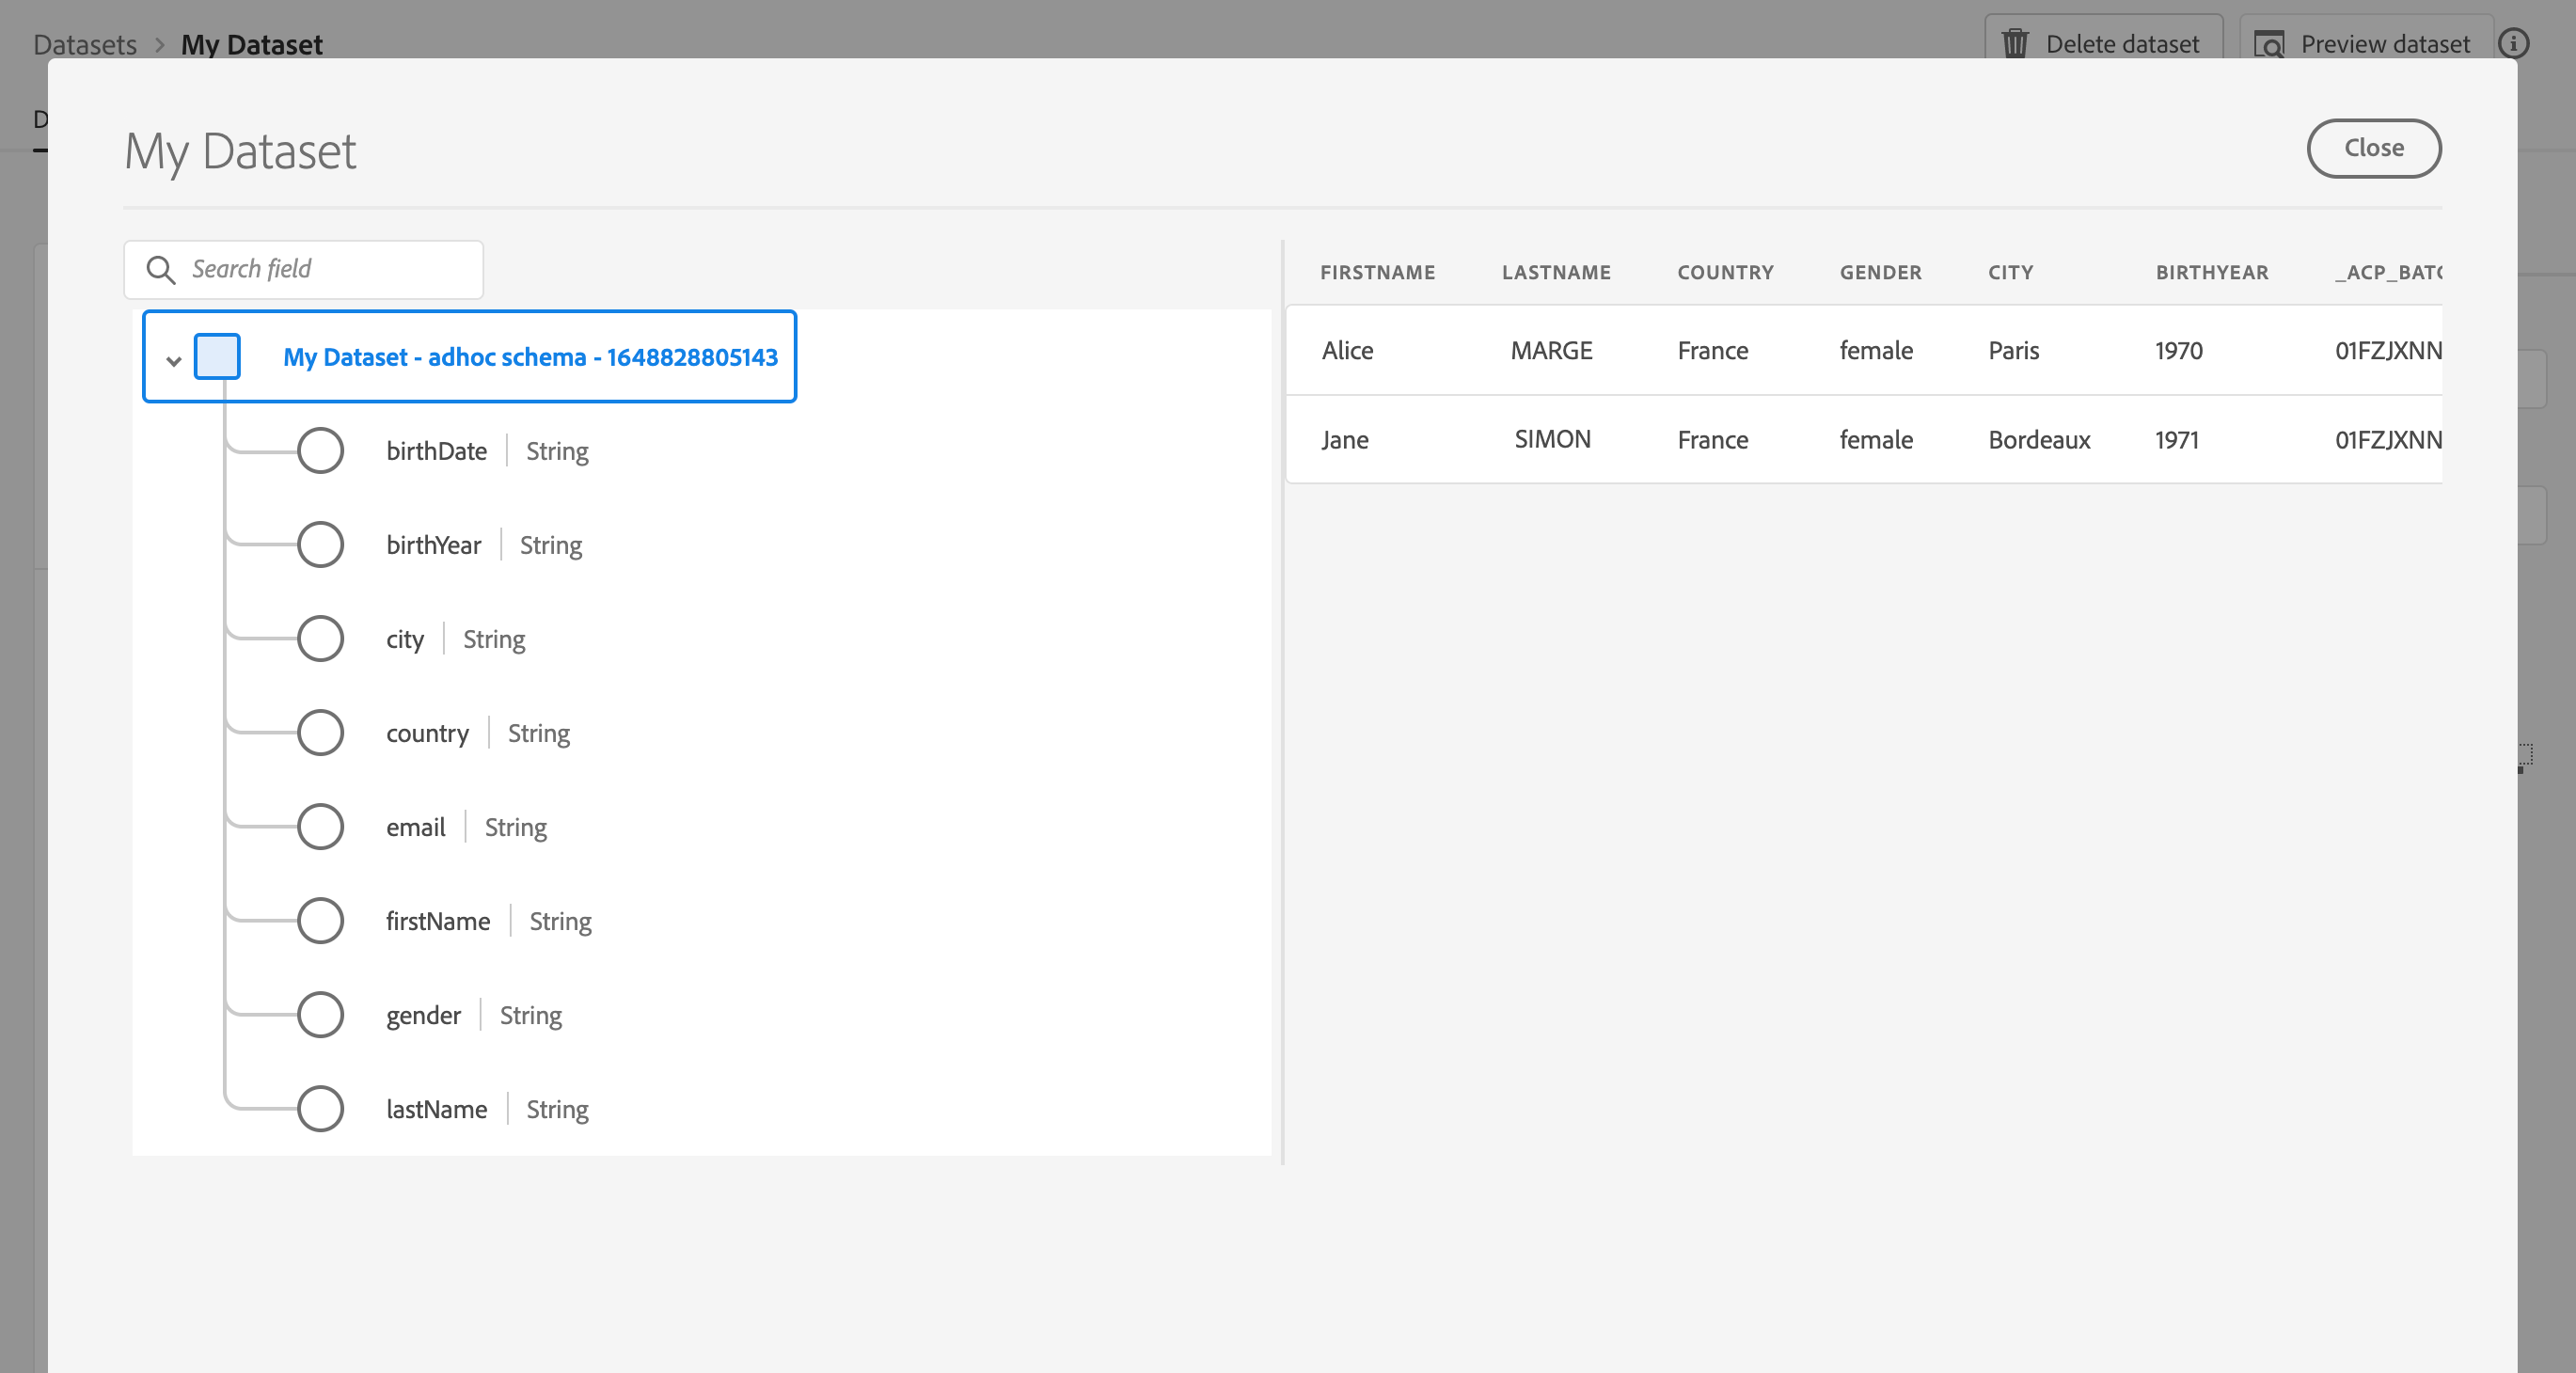 Datasets > My Dataset
Delete dataset
Preview dataset
D
My Dataset
Close
Search field
My Dataset - adhoc schema - 1648828805143
birthDate | String
birthYear | String
city | String
country | String
email | String
firstName | String
gender | String
lastName | String
FIRSTNAME LASTNAME COUNTRY GENDER CITY BIRTHYEAR _ACP_BATC
Alice MARGE France female Paris 1970 01FZJXNN
Jane SIMON France female Bordeaux 1971 01FZJXNN